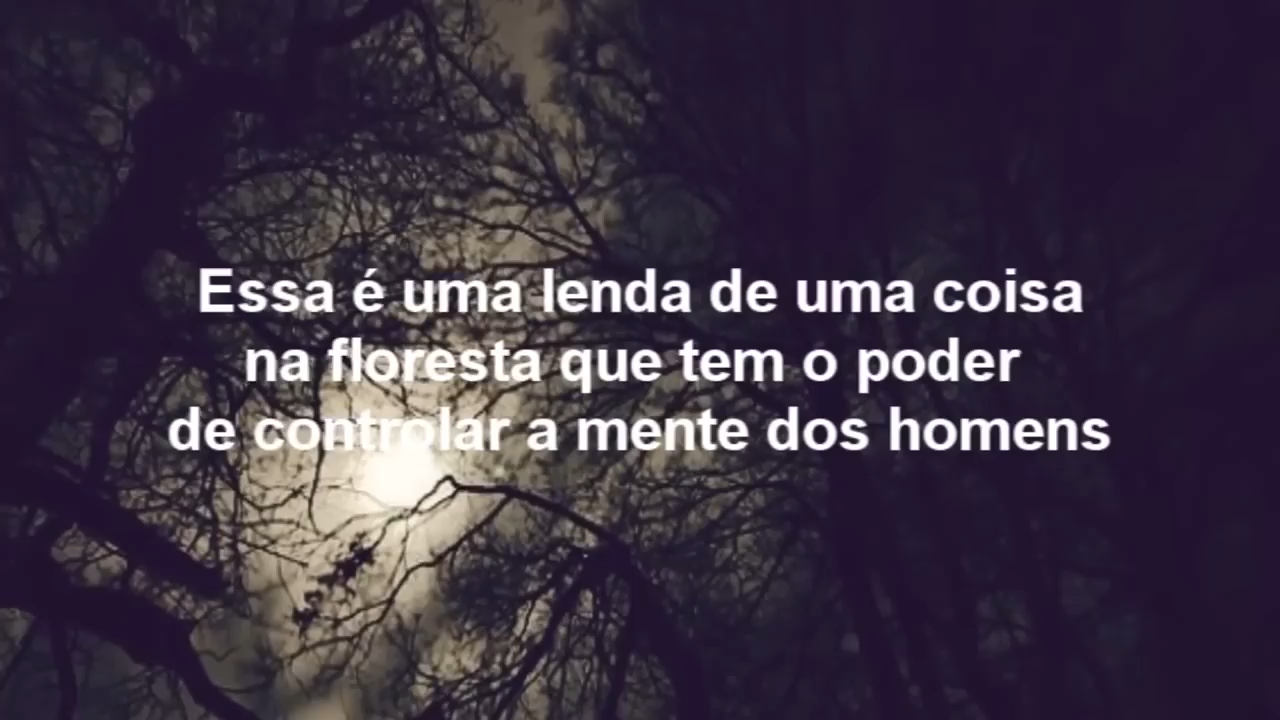 Essa é uma lenda de uma coisa
na floresta que tem o poder
de controlar a mente dos homens